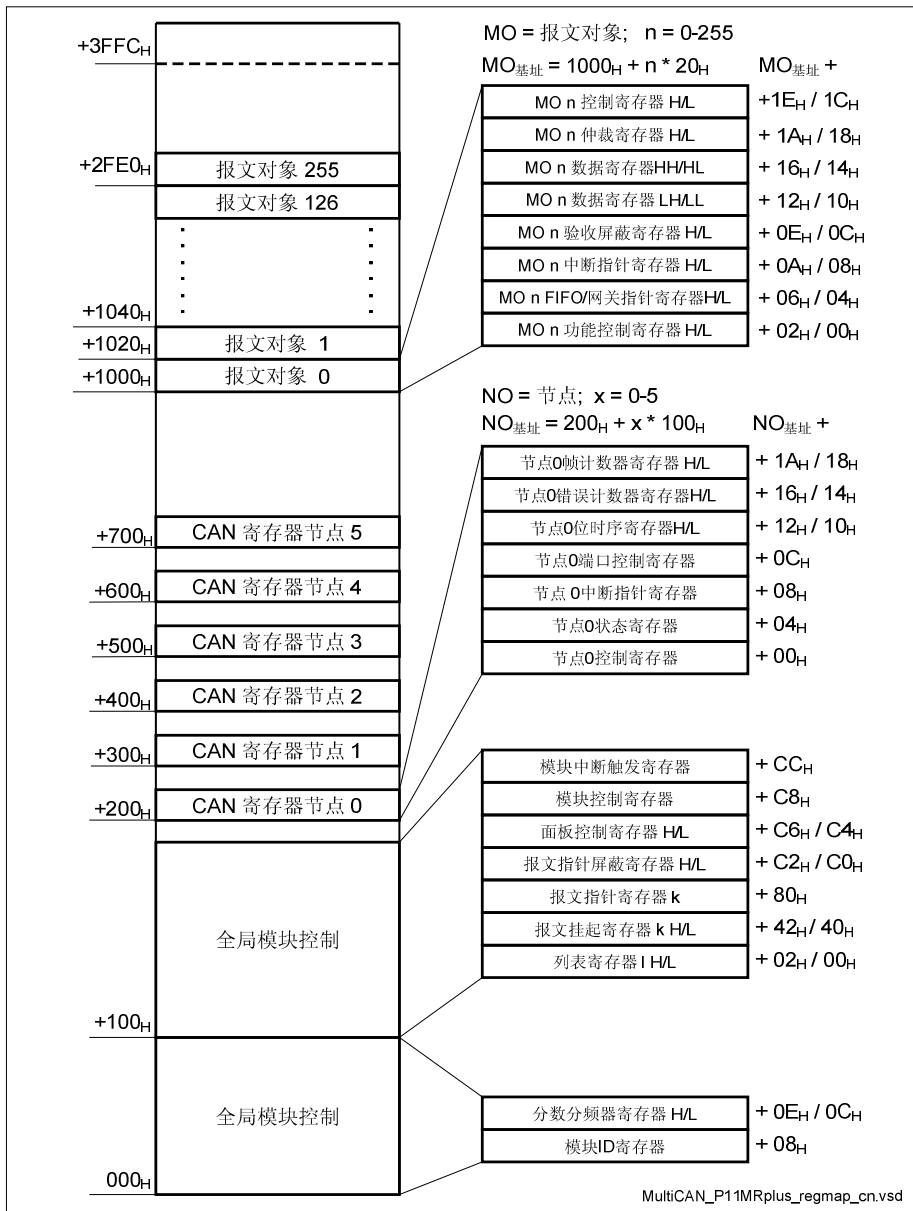 +3FFCH
+2FE0H
报文对象 255
报文对象 126
+1040H
+1020H
报文对象 1
+1000H
报文对象 0
+700H
CAN 寄存器节点 5
+600H
CAN 寄存器节点 4
+500H
CAN 寄存器节点 3
+400H
CAN 寄存器节点 2
+300H
CAN 寄存器节点 1
+200H
CAN 寄存器节点 0
全局模块控制
+100H
全局模块控制
000H
MO = 报文对象; n = 0-255
MO基址 = 1000H + n * 20H MO基址 +
MO n 控制寄存器 H/L +1EH / 1CH
MO n 仲裁寄存器 H/L + 1AH / 18H
MO n 数据寄存器HH/HL + 16H / 14H
MO n 数据寄存器 LH/LL + 12H / 10H
MO n 验收屏蔽寄存器 H/L + 0EH / 0CH
MO n 中断指针寄存器 H/L + 0AH / 08H
MO n FIFO/网关指针寄存器H/L + 06H / 04H
MO n 功能控制寄存器 H/L + 02H / 00H
NO = 节点; x = 0-5
NO基址 = 200H + x * 100H NO基址 +
节点0帧计数器寄存器 H/L + 1AH / 18H
节点0错误计数器寄存器H/L + 16H / 14H
节点0位时序寄存器H/L + 12H / 10H
节点0端口控制寄存器 + 0CH
节点 0中断指针寄存器 + 08H
节点0状态寄存器 + 04H
节点0控制寄存器 + 00H
模块中断触发寄存器 + CCH
模块控制寄存器 + C8H
面板控制寄存器 H/L + C6H / C4H
报文指针屏蔽寄存器 H/L + C2H / C0H
报文指针寄存器 k + 80H
报文挂起寄存器 k H/L + 42H / 40H
列表寄存器 l H/L + 02H / 00H
分数分频器寄存器 H/L + 0EH / 0CH
模块ID寄存器 + 08H
MultiCAN_P11MRplus_regmap_cn.vsd